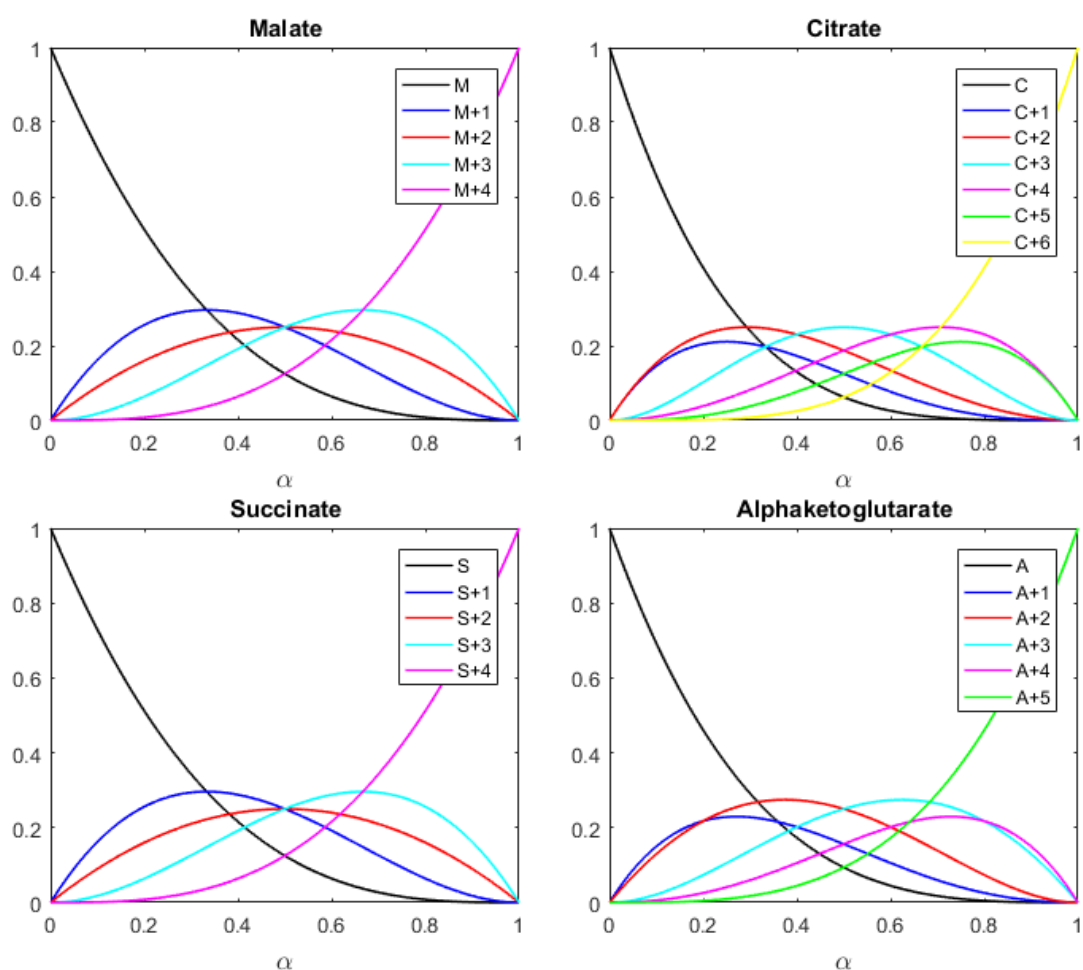 Malate
1
0.8
0.6
0.4
0.2
0
0 0.2 0.4 0.6 0.8 1
α
M
M+1
M+2
M+3
M+4
Citrate
1
0.8
0.6
0.4
0.2
0
0 0.2 0.4 0.6 0.8 1
α
C
C+1
C+2
C+3
C+4
C+5
C+6
Succinate
1
0.8
0.6
0.4
0.2
0
0 0.2 0.4 0.6 0.8 1
α
S
S+1
S+2
S+3
S+4
Alphaketoglutarate
1
0.8
0.6
0.4
0.2
0
0 0.2 0.4 0.6 0.8 1
α
A
A+1
A+2
A+3
A+4
A+5